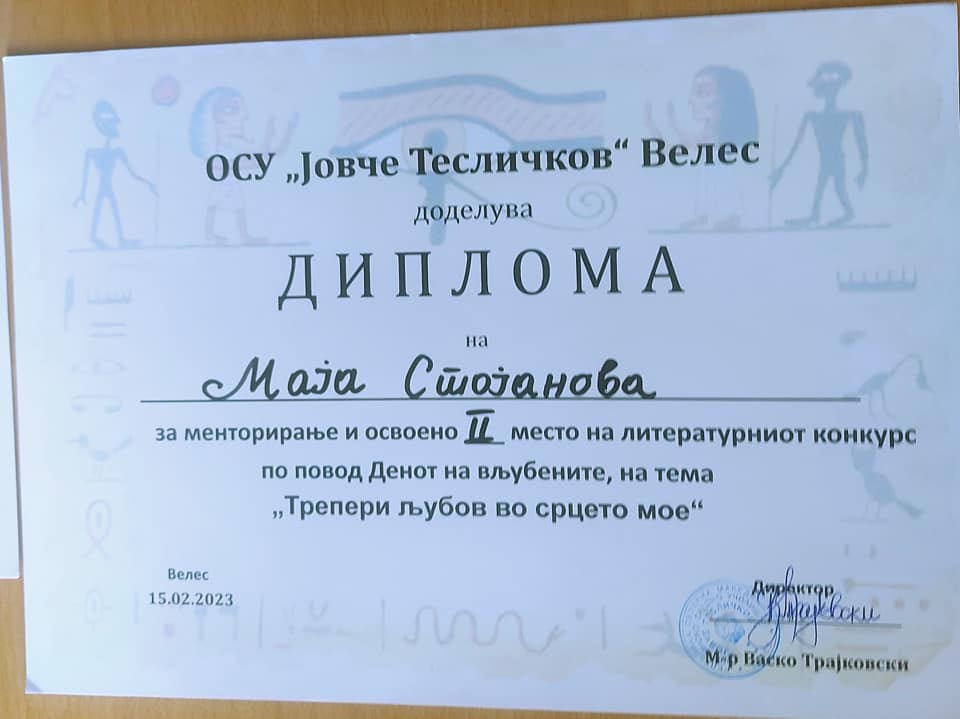 ОСУ „Јовче Тесличков“ Велес
доделува
ДИПЛОМА
на
Маја Стојанова
за менторирање и освоено II место на литературниот конкурс
по повод Денот на вљубените, на тема
„Трепери љубов во срцето мое“
Велес
15.02.2023
Директор
М-р Васко Трајковски